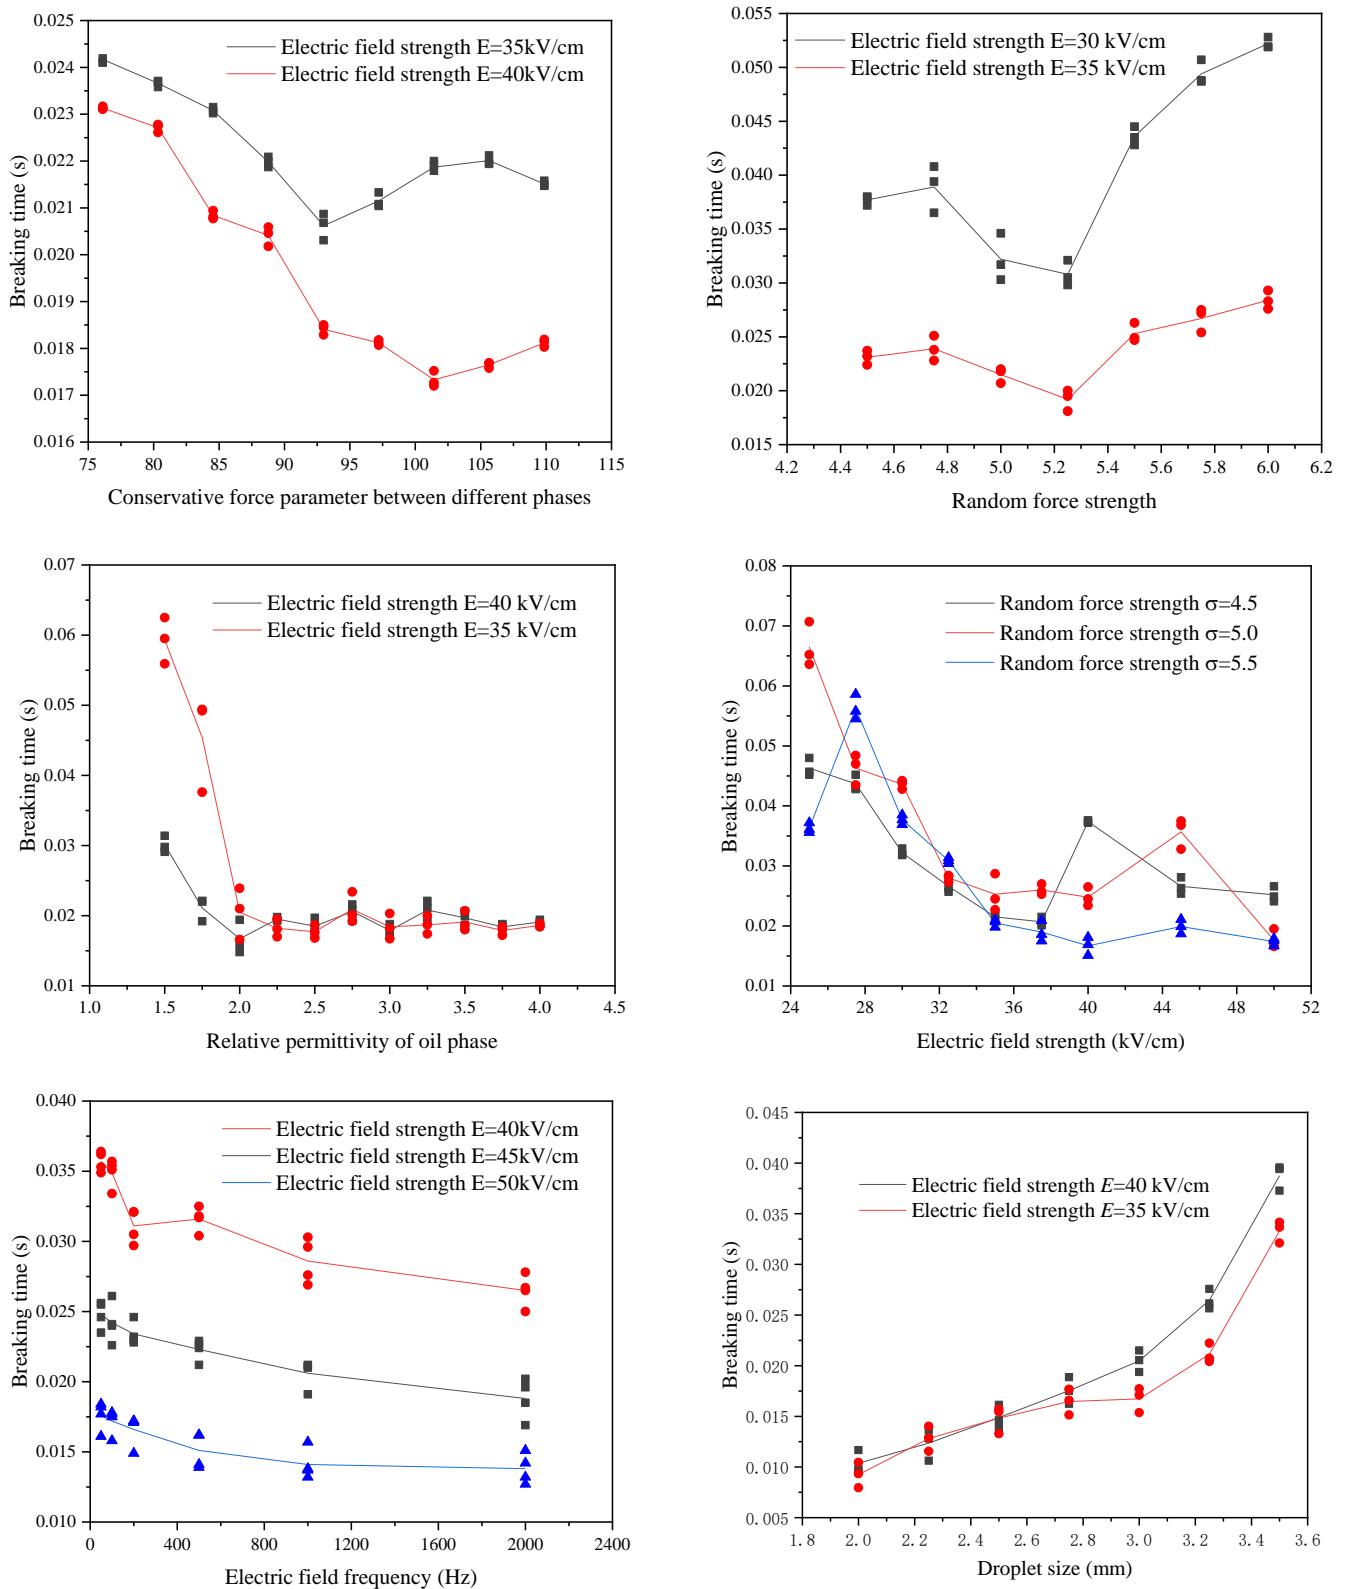 Electric field strength E=35kV/cm
Electric field strength E=40kV/cm
0.025
0.024
0.023
0.022
0.021
0.020
0.019
0.018
0.017
0.016
Breaking time (s)
75 80 85 90 95 100 105 110 115
Conservative force parameter between different phases
Electric field strength E=30 kV/cm
Electric field strength E=35 kV/cm
0.055
0.050
0.045
0.040
0.035
0.030
0.025
0.020
0.015
Breaking time (s)
4.2 4.4 4.6 4.8 5.0 5.2 5.4 5.6 5.8 6.0 6.2
Random force strength
Electric field strength E=40 kV/cm
Electric field strength E=35 kV/cm
0.07
0.06
0.05
0.04
0.03
0.02
0.01
Breaking time (s)
1.0 1.5 2.0 2.5 3.0 3.5 4.0 4.5
Relative permittivity of oil phase
Random force strength σ=4.5
Random force strength σ=5.0
Random force strength σ=5.5
0.08
0.07
0.06
0.05
0.04
0.03
0.02
0.01
Breaking time (s)
24 28 32 36 40 44 48 52
Electric field strength (kV/cm)
Electric field strength E=40kV/cm
Electric field strength E=45kV/cm
Electric field strength E=50kV/cm
0.040
0.035
0.030
0.025
0.020
0.015
0.010
Breaking time (s)
0 400 800 1200 1600 2000 2400
Electric field frequency (Hz)
Electric field strength E=40 kV/cm
Electric field strength E=35 kV/cm
0.045
0.040
0.035
0.030
0.025
0.020
0.015
0.010
0.005
Breaking time (s)
1.8 2.0 2.2 2.4 2.6 2.8 3.0 3.2 3.4 3.6
Droplet size (mm)